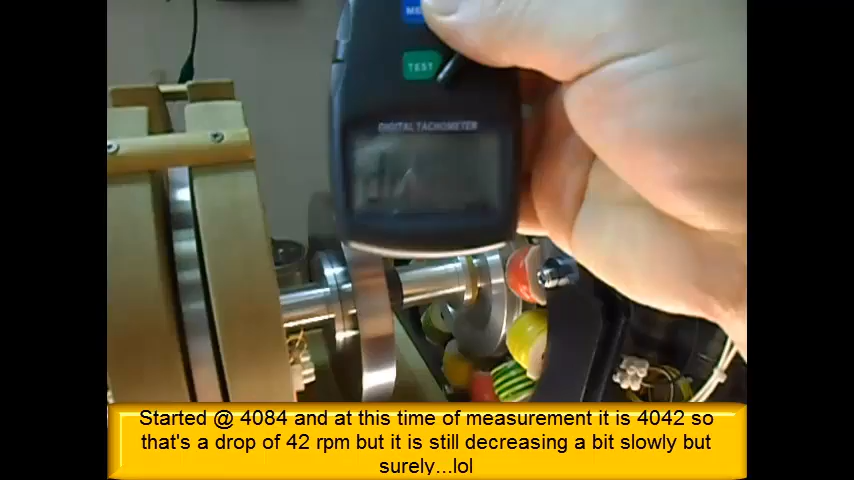 TEST
DIGITAL TACHOMETER
Started @ 4084 and at this time of measurement it is 4042 so
that's a drop of 42 rpm but it is still decreasing a bit slowly but
surely...lol